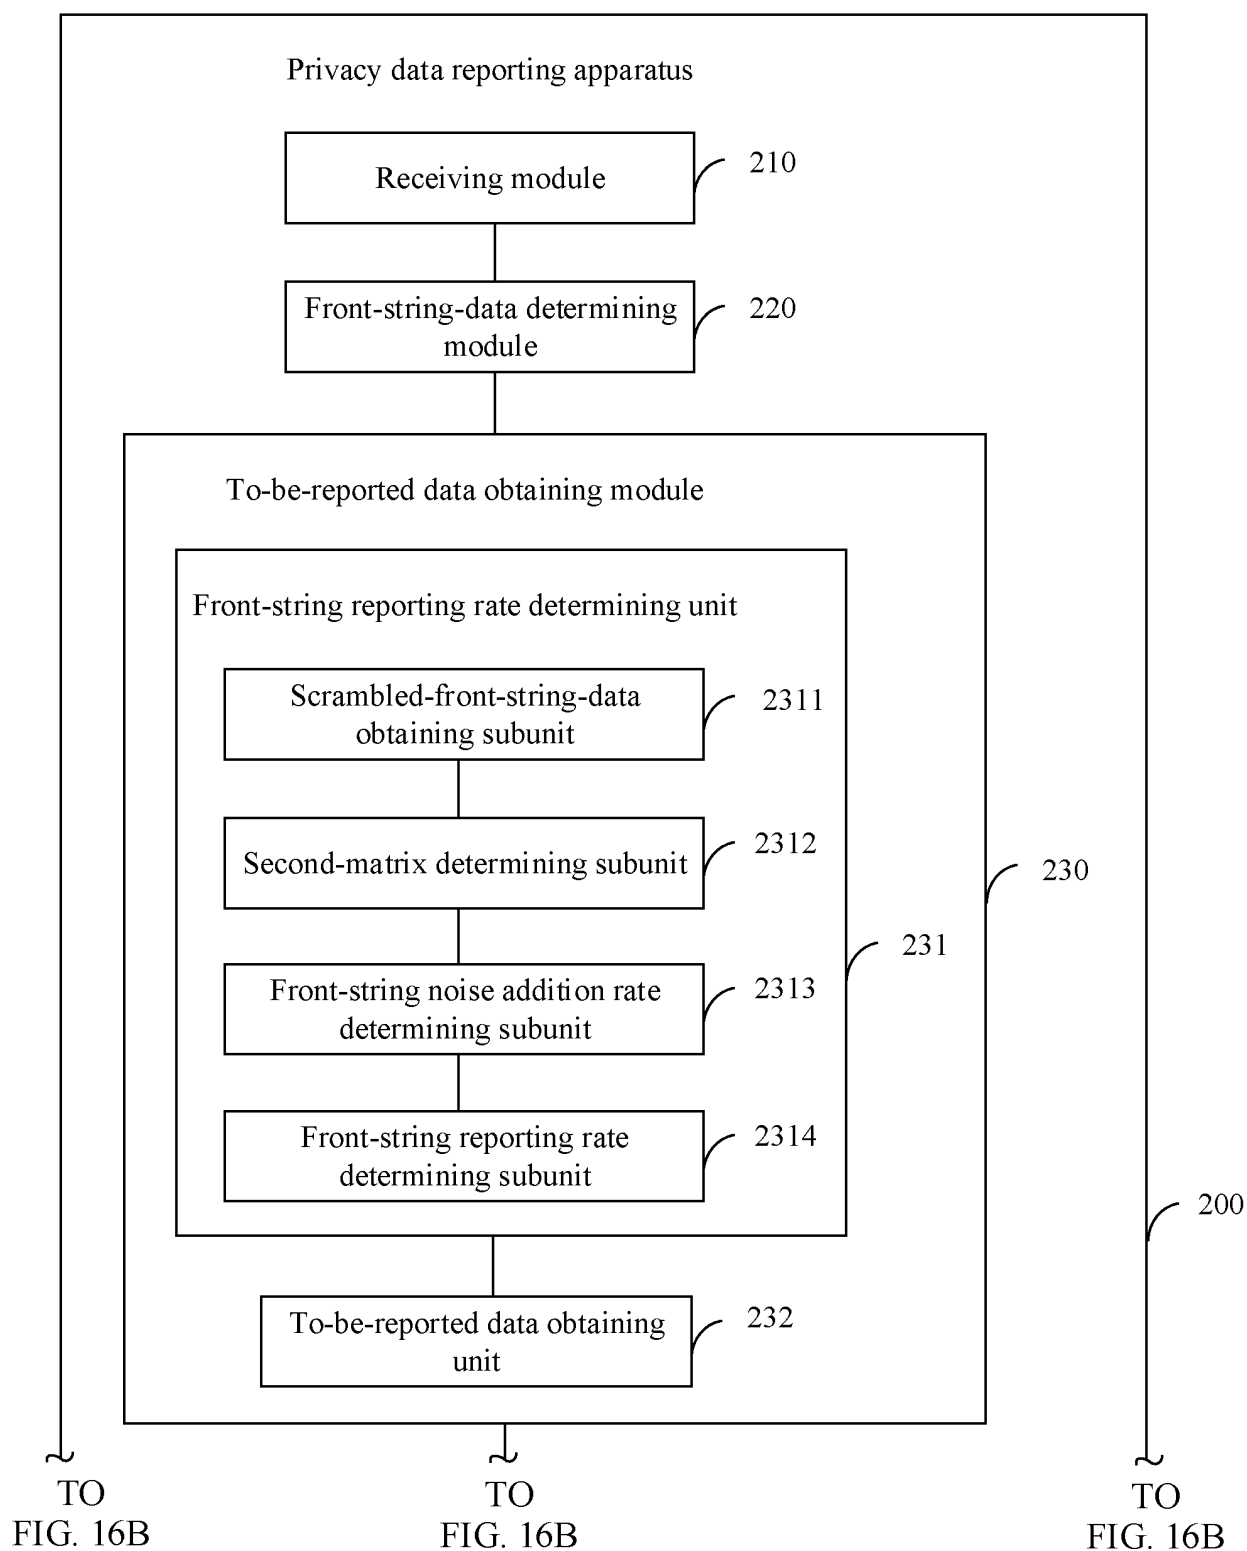 Privacy data reporting apparatus
Receiving module
210
Front-string-data determining
module
220
To-be-reported data obtaining module
Front-string reporting rate determining unit
Scrambled-front-string-data
obtaining subunit
2311
Second-matrix determining subunit
2312
230
231
Front-string noise addition rate
determining subunit
2313
Front-string reporting rate
determining subunit
2314
200
To-be-reported data obtaining
unit
232
TO
FIG. 16B
TO
FIG. 16B
TO
FIG. 16B